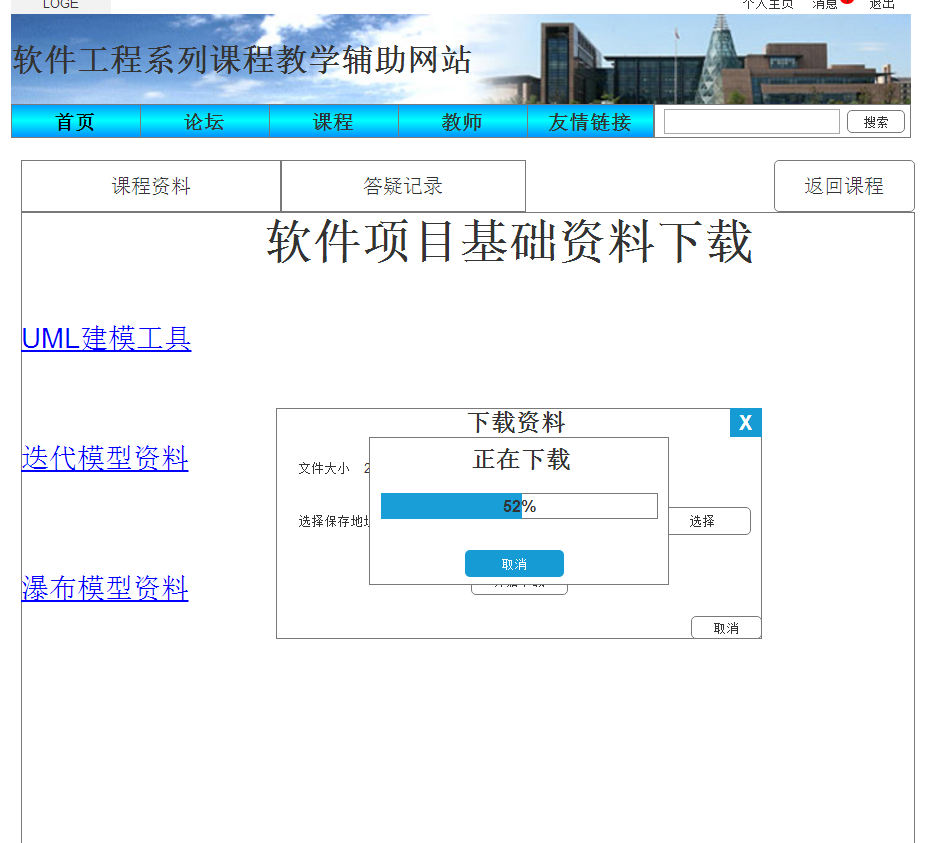 LOGE
个人主页 消息 退出
软件工程系列课程教学辅助网站
首页 论坛 课程 教师 友情链接 搜索
课程资料 答疑记录 返回课程
软件项目基础资料下载
UML建模工具
下载资料 X
正在下载
迭代模型资料
文件大小 2
52%
选择保存地址 选择
取消
瀑布模型资料
取消